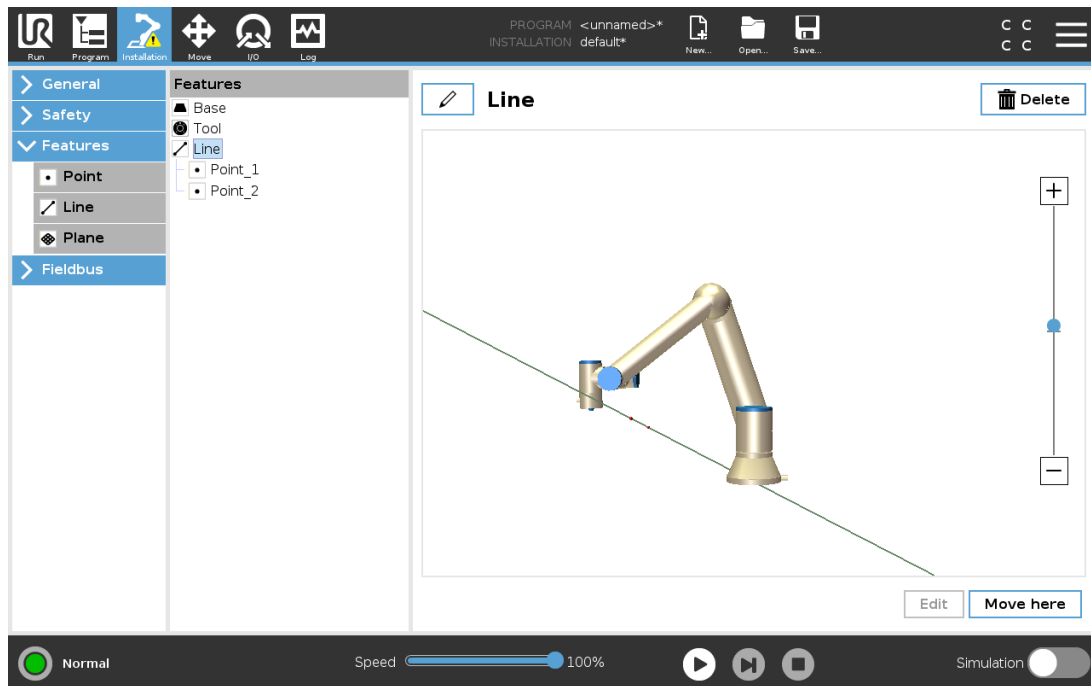 PROGRAM <unnamed>*
INSTALLATION default*
C C
C C
UR
Run
Program
Installation
Move
I/O
Log
New...
Open...
Save...
General
Safety
Features
Point
Line
Plane
Fieldbus
Features
Base
Tool
Line
Point_1
Point_2
Line
Delete
+
−
Edit
Move here
Normal
Speed
100%
Simulation